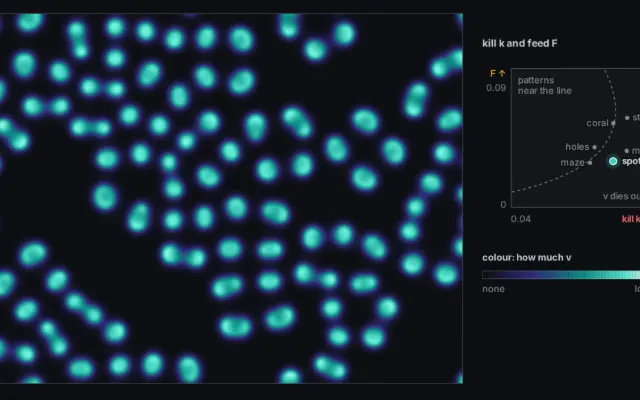 kill k and feed F
F ↑
0.09
patterns
near the line
coral
holes
maze
spot
v dies ou
0
0.04
kill k
colour: how much v
none